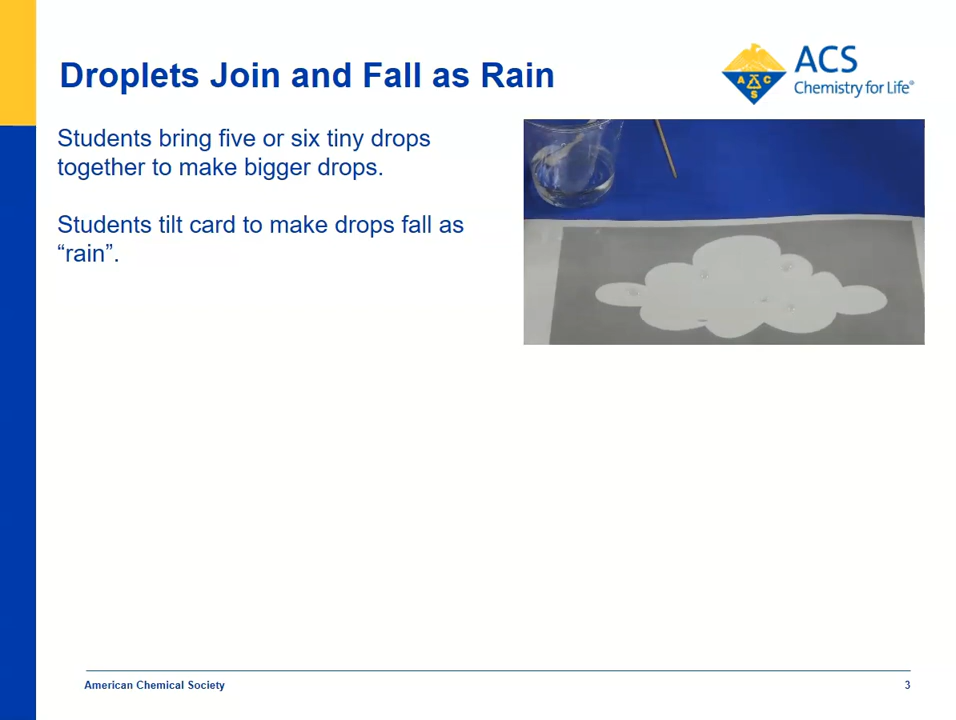 Droplets Join and Fall as Rain
A C S
ACS
Chemistry for Life®
Students bring five or six tiny drops
together to make bigger drops.
Students tilt card to make drops fall as
“rain”.
American Chemical Society
3